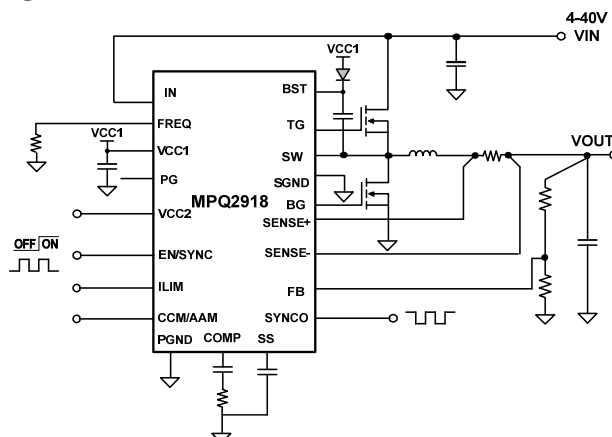 4-40V
VIN
VCC1
IN
BST
FREQ
TG
VCC1
VCC1
SW
VOUT
PG
SGND
MPQ2918
BG
VCC2
SENSE+
OFF ON
EN/SYNC
SENSE-
ILIM
FB
CCM/AAM
SYNCO
PGND
COMP
SS